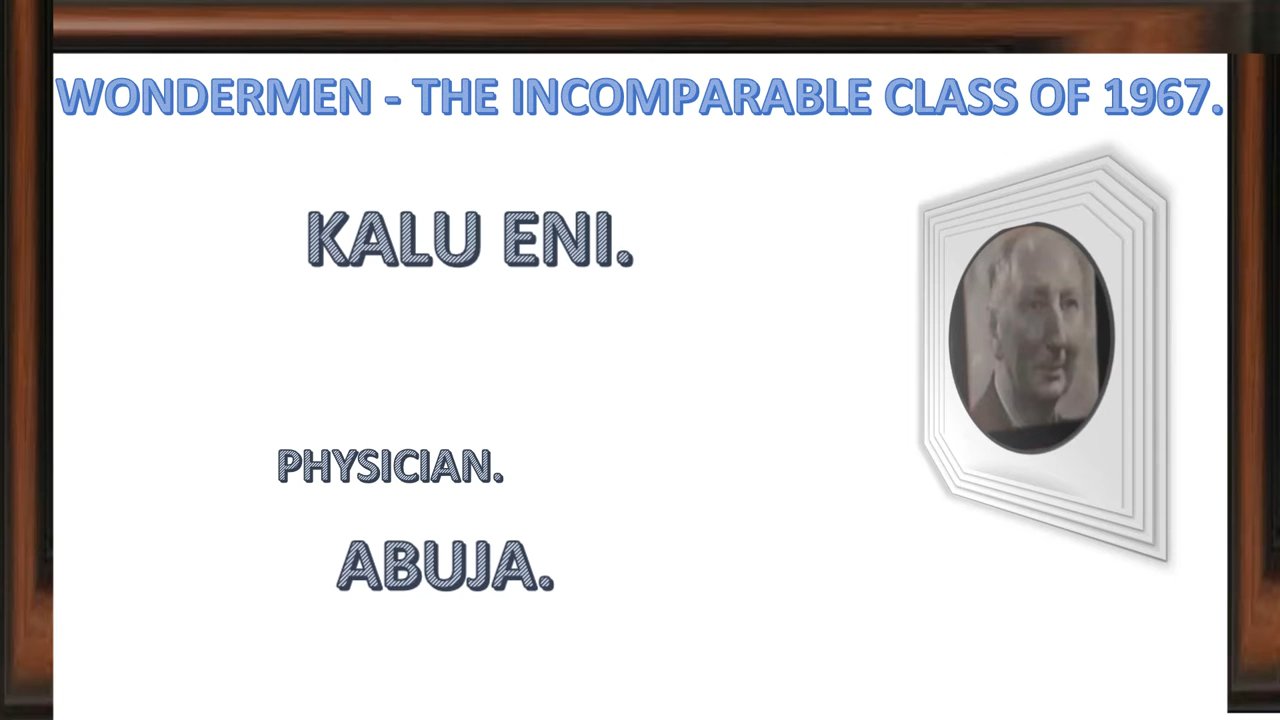 WONDERMEN - THE INCOMPARABLE CLASS OF 1967.
KALU ENI.
PHYSICIAN.
ABUJA.